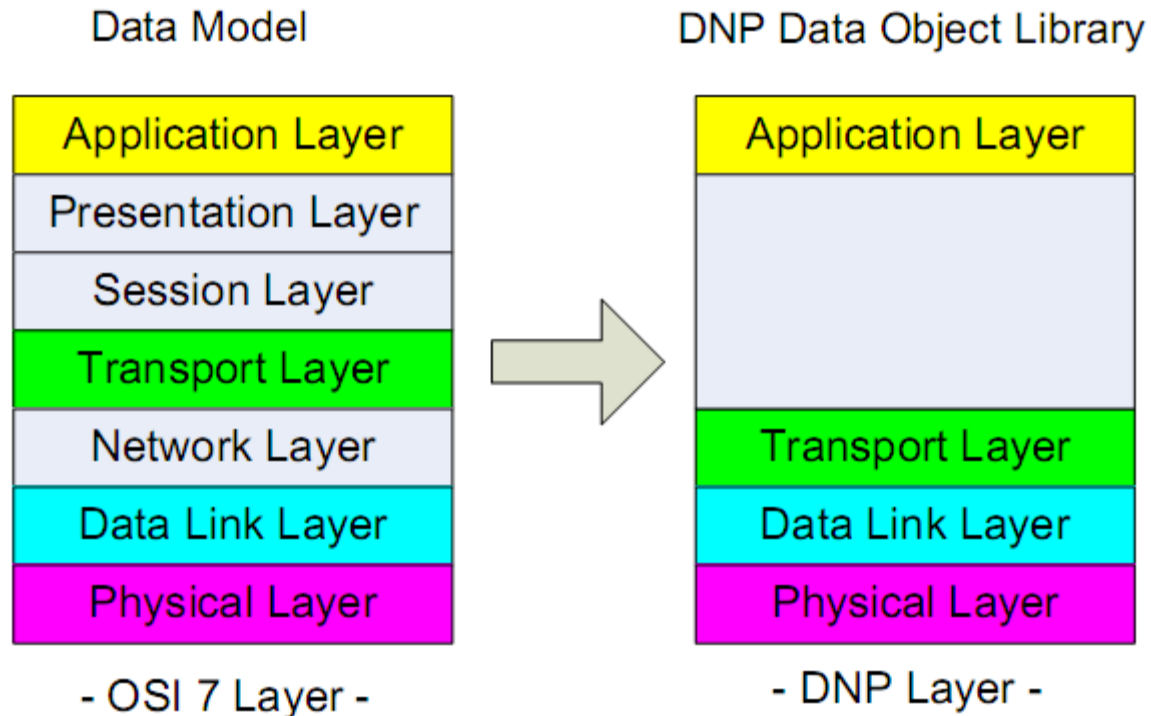 Data Model
Application Layer
Presentation Layer
Session Layer
Transport Layer
Network Layer
Data Link Layer
Physical Layer
- OSI 7 Layer -
DNP Data Object Library
Application Layer
Transport Layer
Data Link Layer
Physical Layer
- DNP Layer -